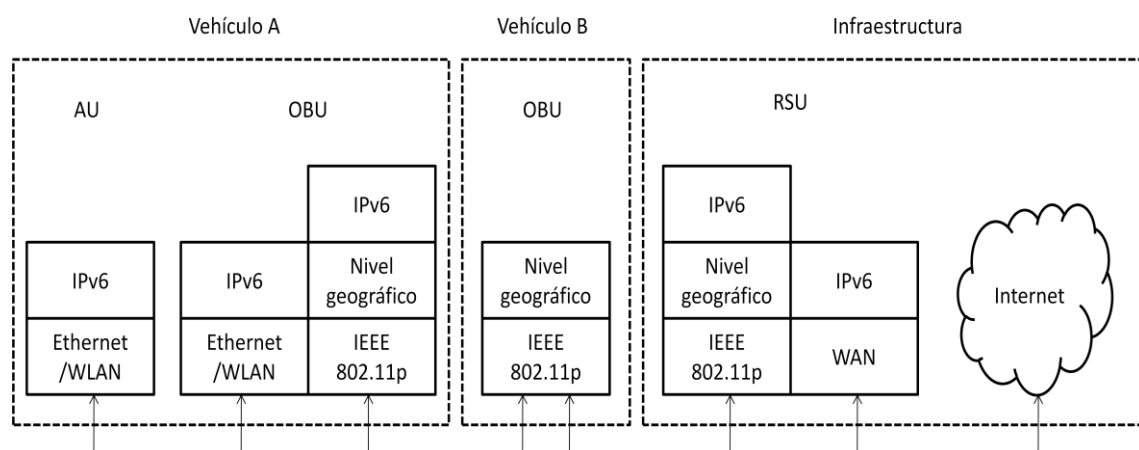 Vehículo A
Vehículo B
Infraestructura
AU
OBU
OBU
RSU
IPv6
IPv6
IPv6
IPv6
Nivel
geográfico
Nivel
geográfico
Nivel
geográfico
IPv6
Internet
Ethernet
/WLAN
Ethernet
/WLAN
IEEE
802.11p
IEEE
802.11p
IEEE
802.11p
WAN